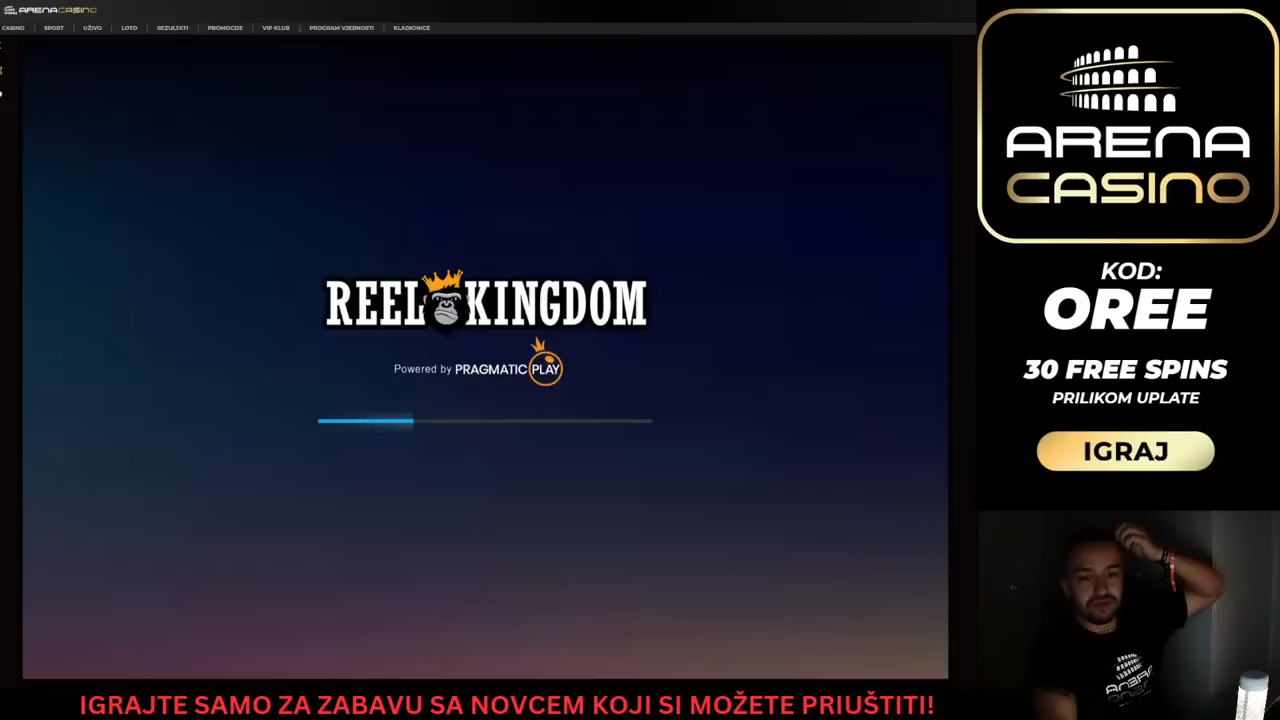 ARENACASINO
CASINO
SPORT
UŽIVO
LOTO
REZULTATI
PROMOCIJE
VIP KLUB
PROGRAM VJERNOSTI
KLADIONICE
REEL KINGDOM
Powered by PRAGMATIC PLAY
ARENA
CASINO
KOD:
OREE
30 FREE SPINS
PRILIKOM UPLATE
IGRAJ
ARENA
IGRAJTE SAMO ZA ZABAVU SA NOVCEM KOJI SI MOŽETE PRIUŠTITI!